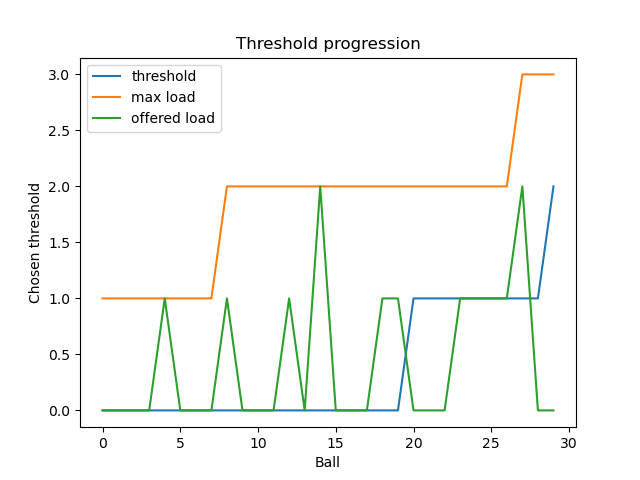 Threshold progression
threshold
max load
offered load
3.0
2.5
2.0
1.5
1.0
0.5
0.0
Chosen threshold
0 5 10 15 20 25 30
Ball